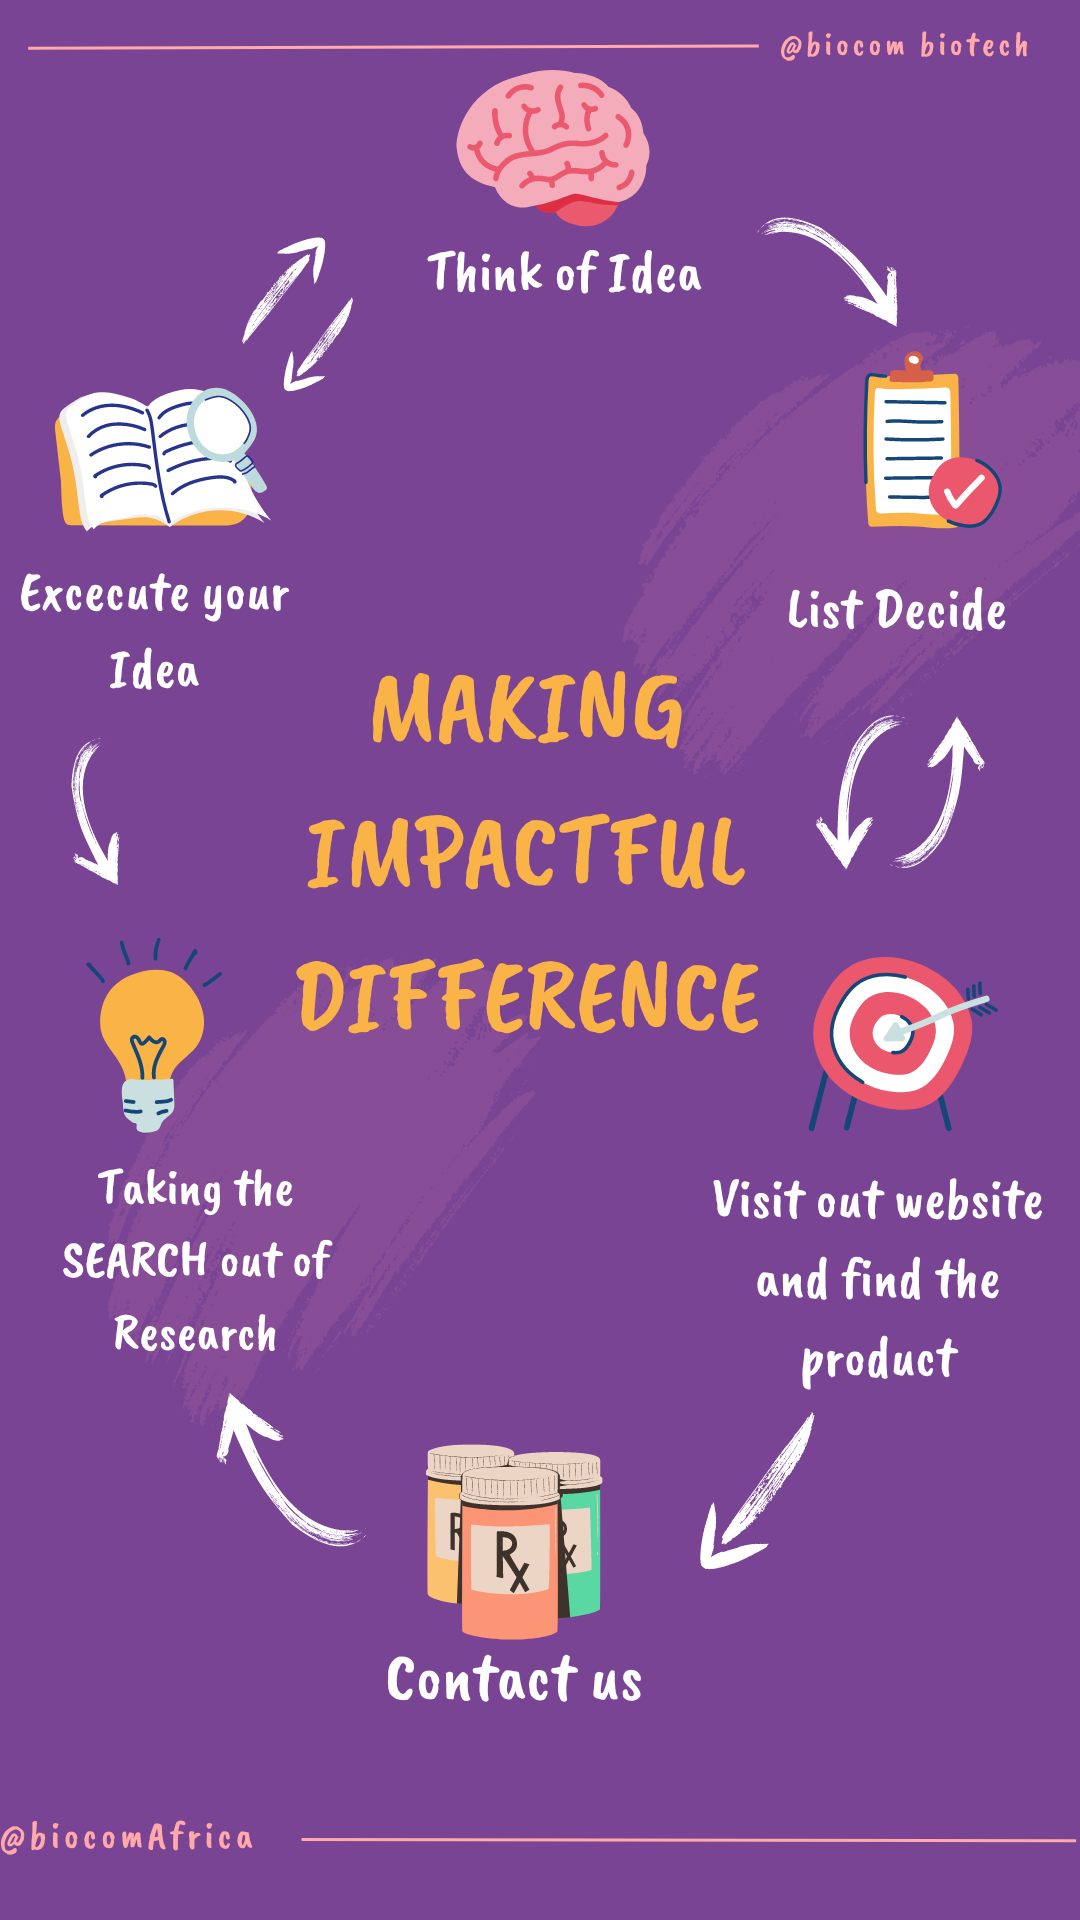 @biocom biotech
Think of Idea
List Decide
Excecute your
Idea
MAKING
IMPACTFUL
DIFFERENCE
Taking the
SEARCH out of
Research
Visit out website
and find the
product
R
Rx
x
Contact us
@biocomAfrica